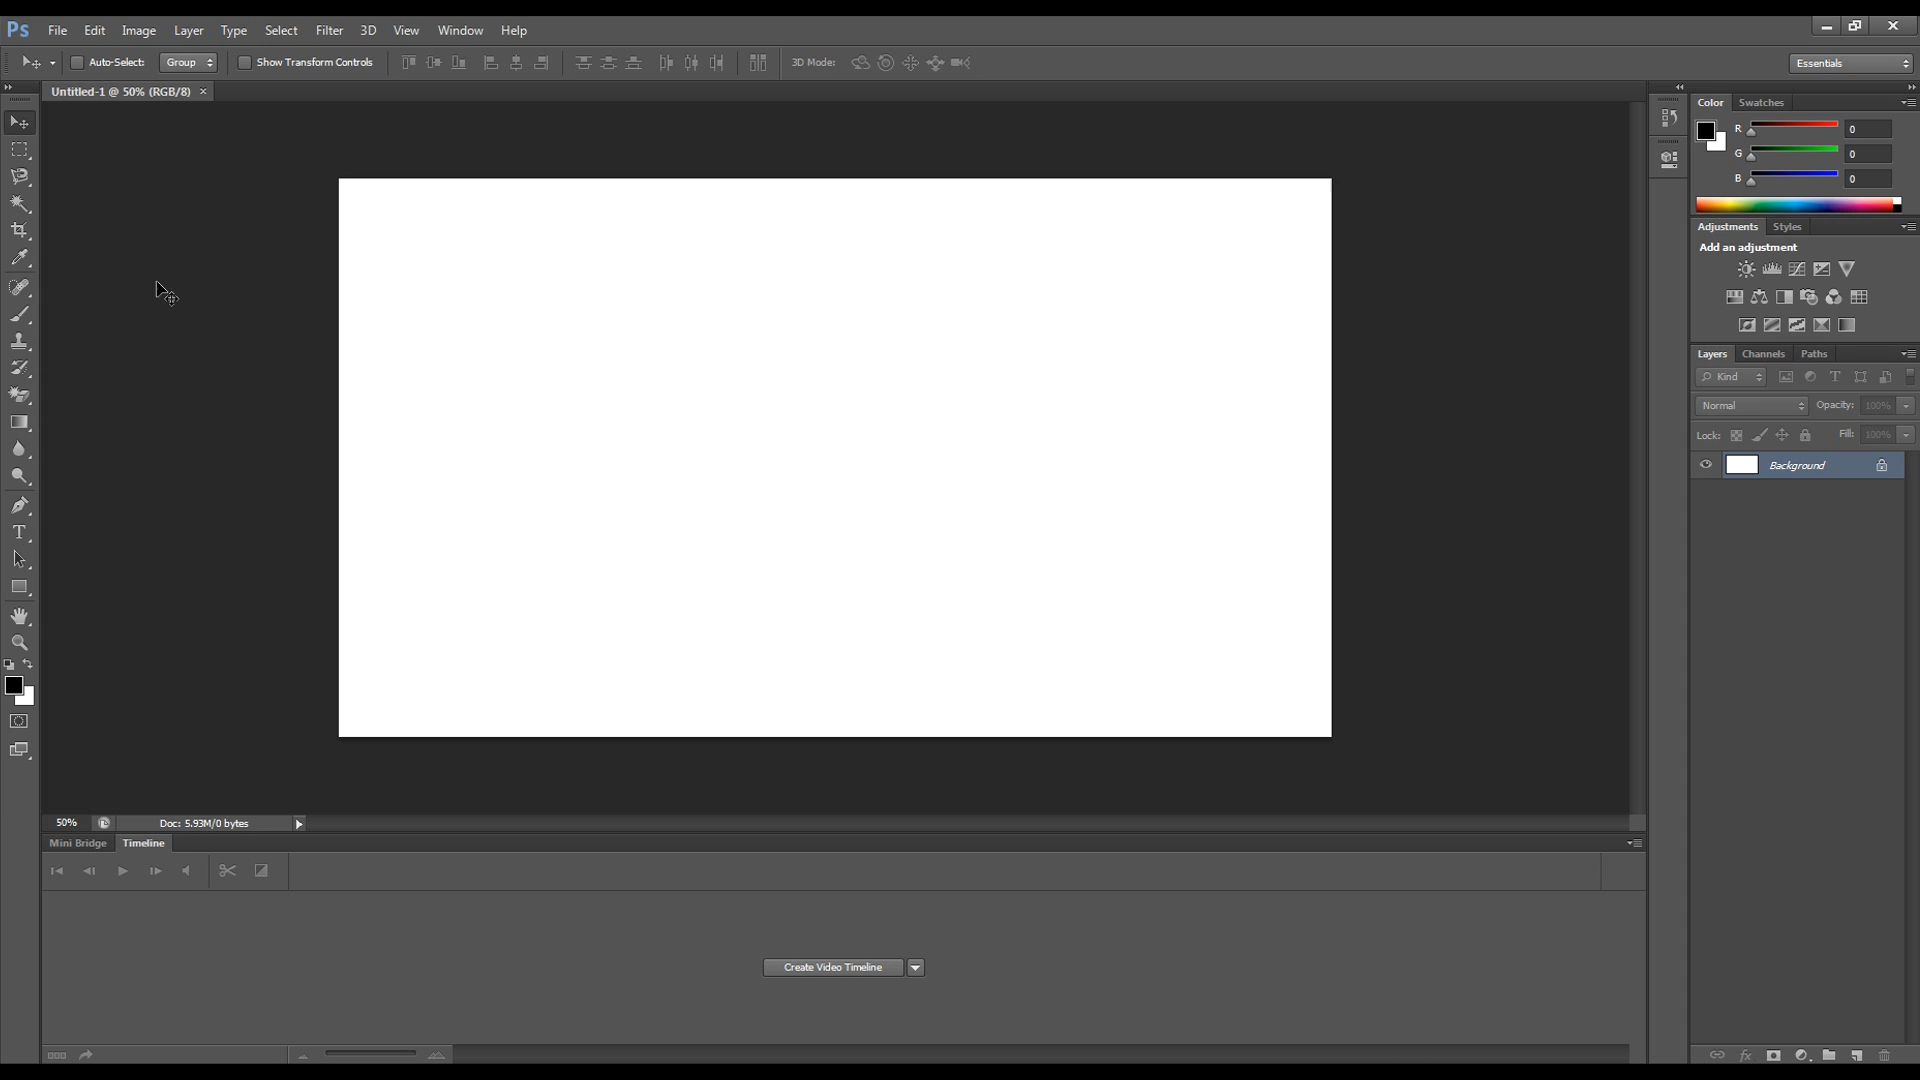 Ps File Edit Image Layer Type Select Filter 3D View Window Help
Auto-Select: Group Show Transform Controls 3D Mode: Essentials
Untitled-1 @ 50% (RGB/8) ×
Color Swatches
R 0
G 0
B 0
Adjustments Styles
Add an adjustment
Layers Channels Paths
Kind
Normal Opacity: 100%
Lock: Fill: 100%
Background
50% Doc: 5.93M/0 bytes
Mini Bridge Timeline
Create Video Timeline
fx